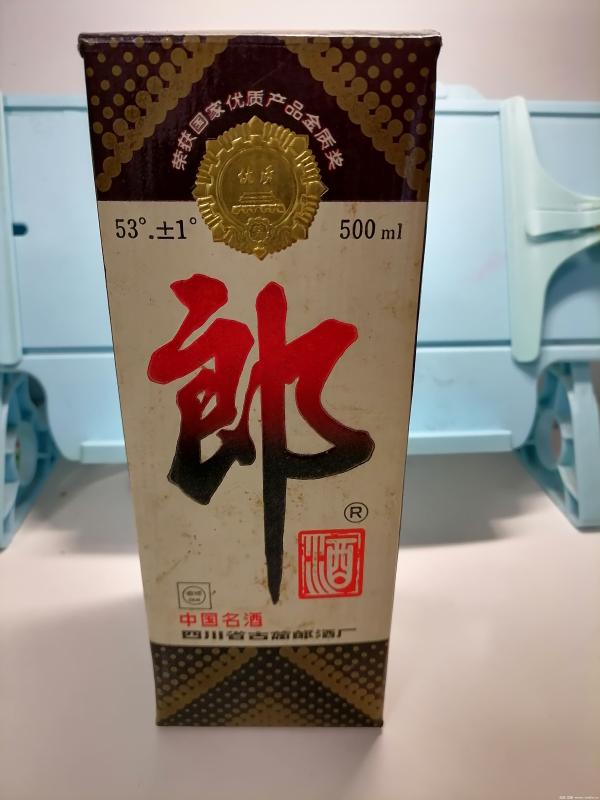 荣获国家优质产品金质奖
优质
53°.±1°
500 ml
郎
®
酒
中国名酒
四川省古蔺郎酒厂